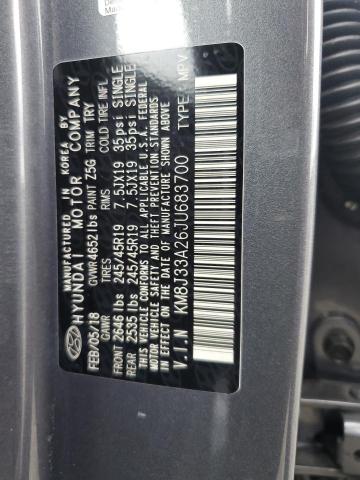 MANUFACTURED IN KOREA BY
HYUNDAI MOTOR COMPANY
FEB/05/18 GVWR 4652 lbs PAINT Z5G TRIM TRY
GAWR TIRES RIMS COLD TIRE INFL
FRONT 2646 lbs 245/45R19 7.5JX19 35psi SINGLE
REAR 2535 lbs 245/45R19 7.5JX19 35psi SINGLE
THIS VEHICLE CONFORMS TO ALL APPLICABLE U.S.A. FEDERAL
MOTOR VEHICLE SAFETY, BUMPER, AND THEFT PREVENTION STANDARDS
IN EFFECT ON THE DATE OF MANUFACTURE SHOWN ABOVE.
V.I.N KM8J33A26JU683700 TYPE: MPV